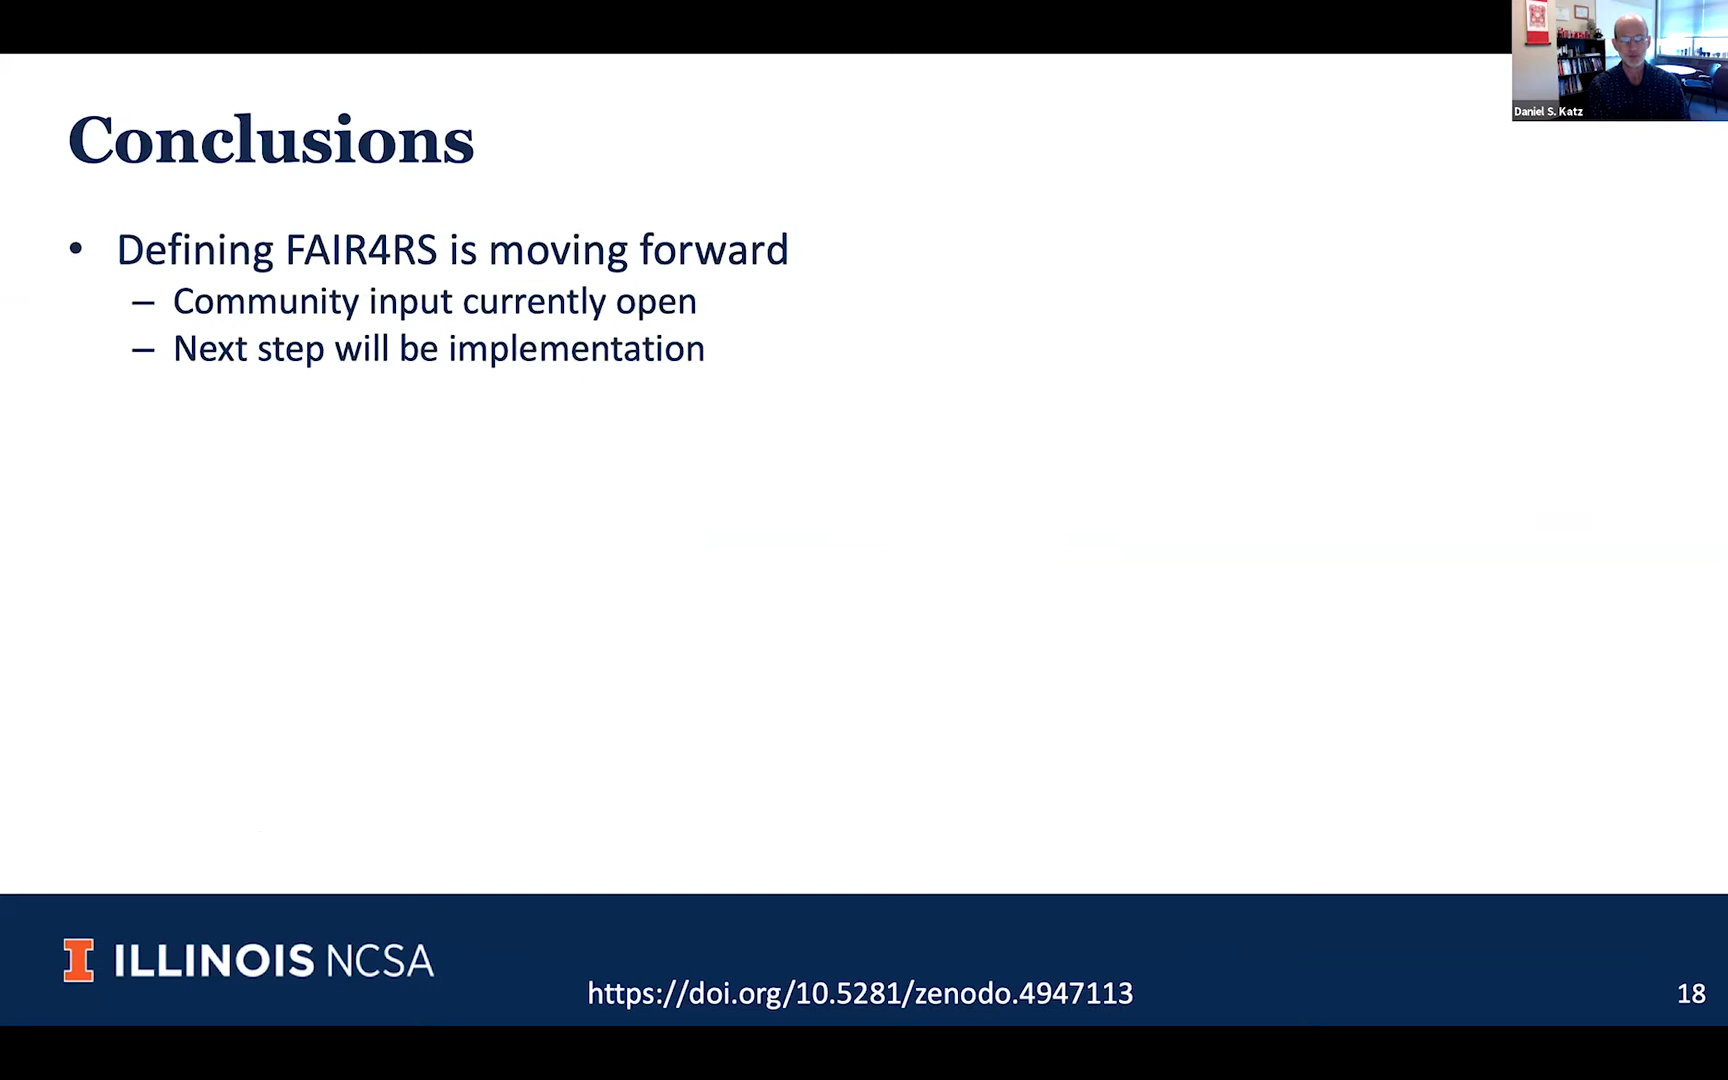 Daniel S. Katz
Conclusions
• Defining FAIR4RS is moving forward
– Community input currently open
– Next step will be implementation
I ILLINOIS NCSA
https://doi.org/10.5281/zenodo.4947113
18